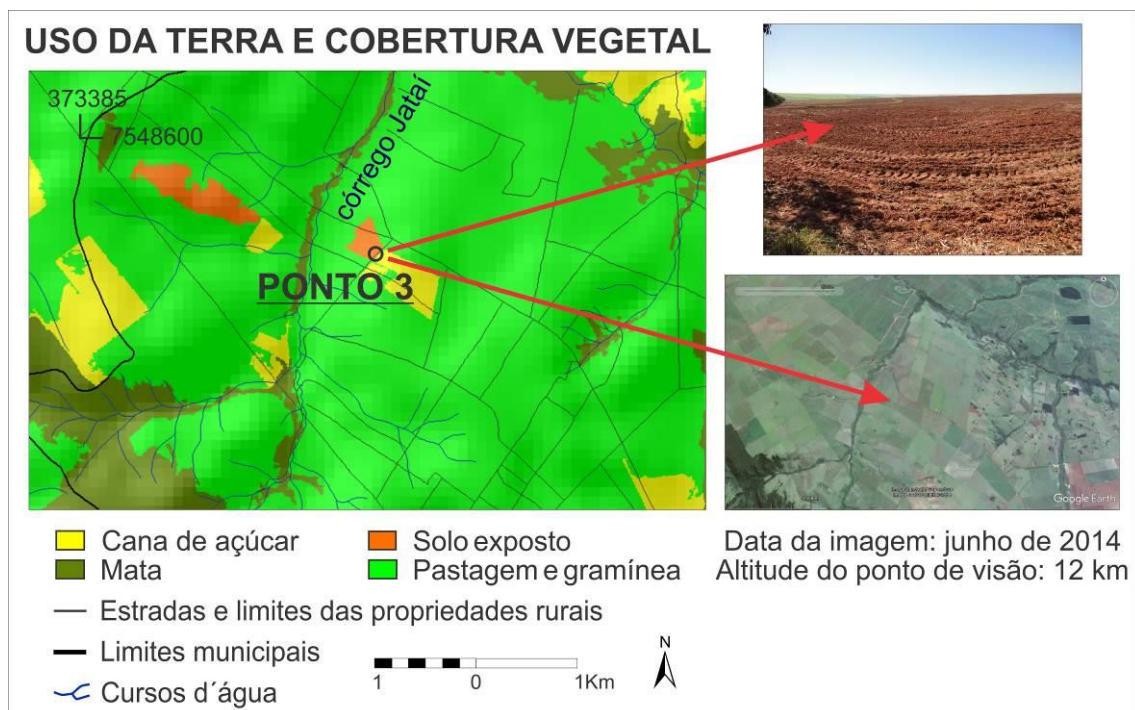 USO DA TERRA E COBERTURA VEGETAL
373385
7548600
córrego Jataí
PONTO 3
Google Earth
Cana de açúcar
Solo exposto
Data da imagem: junho de 2014
Mata
Pastagem e gramínea
Altitude do ponto de visão: 12 km
Estradas e limites das propriedades rurais
Limites municipais
Cursos d´água
1 0 1Km
N